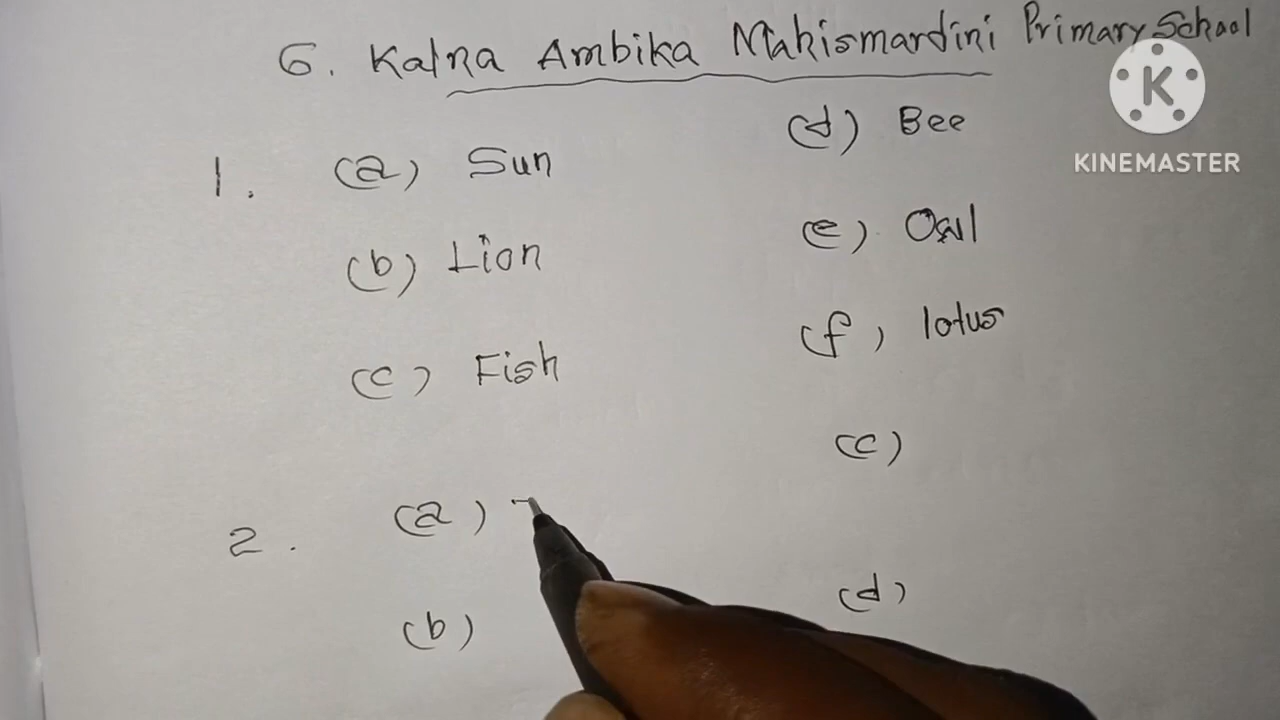 6. Kalna Ambika Mahismardini Primary School
K
KINEMASTER
1. (a) Sun
(b) Lion
(c) Fish
(d) Bee
(e) Owl
(f) lotus
2. (a)
(b)
(c)
(d)